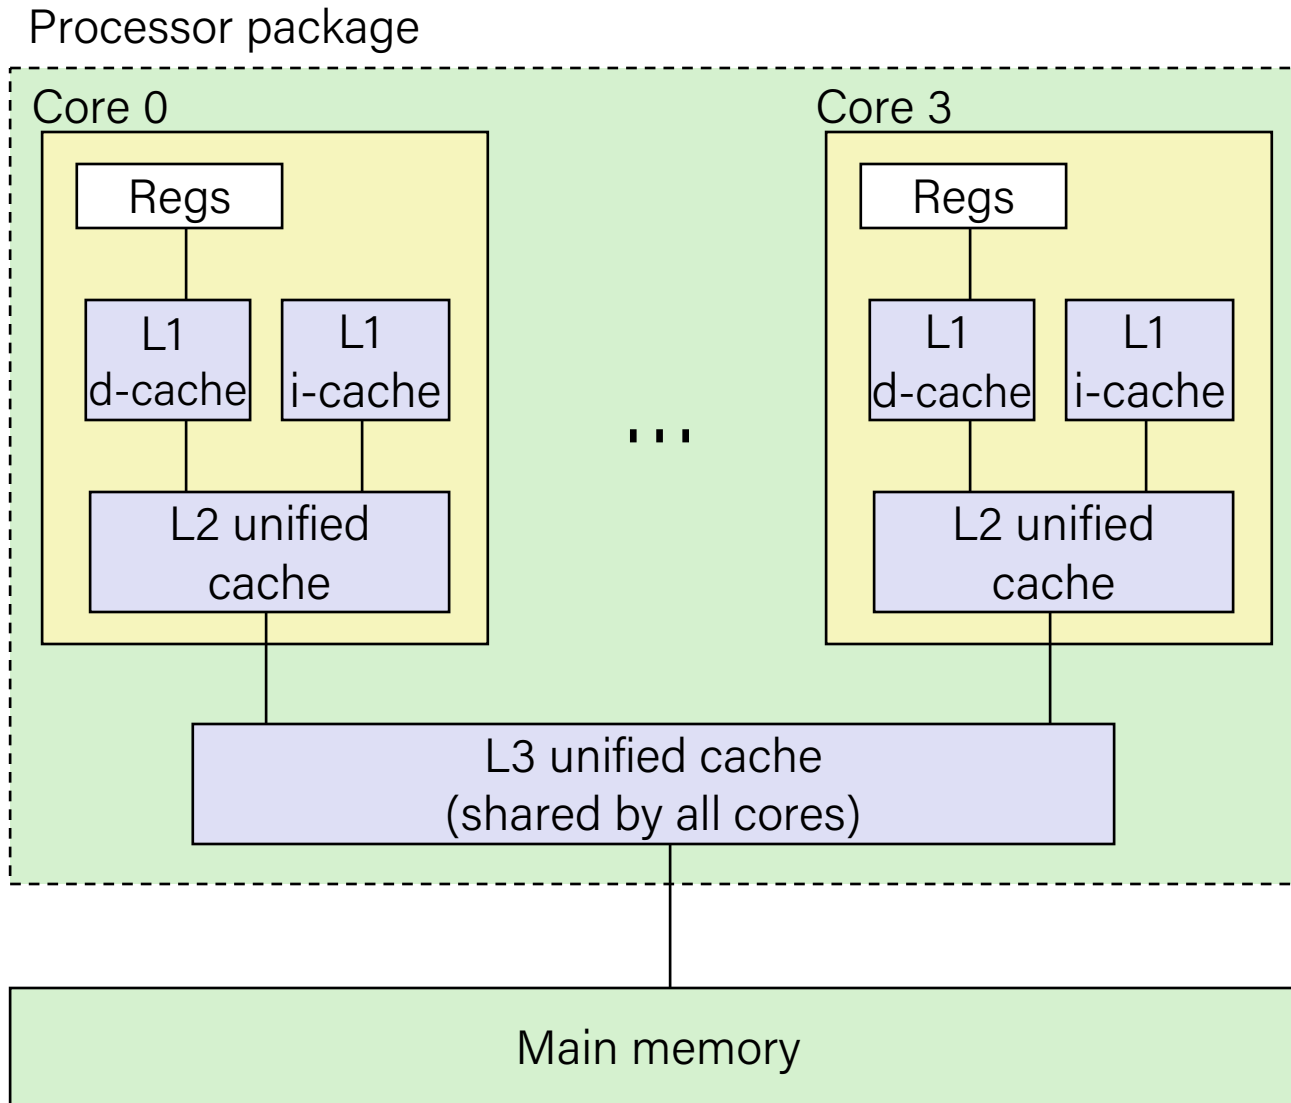 Processor package
Core 0
Regs
L1
d-cache
L1
i-cache
L2 unified
cache
...
Core 3
Regs
L1
d-cache
L1
i-cache
L2 unified
cache
L3 unified cache
(shared by all cores)
Main memory